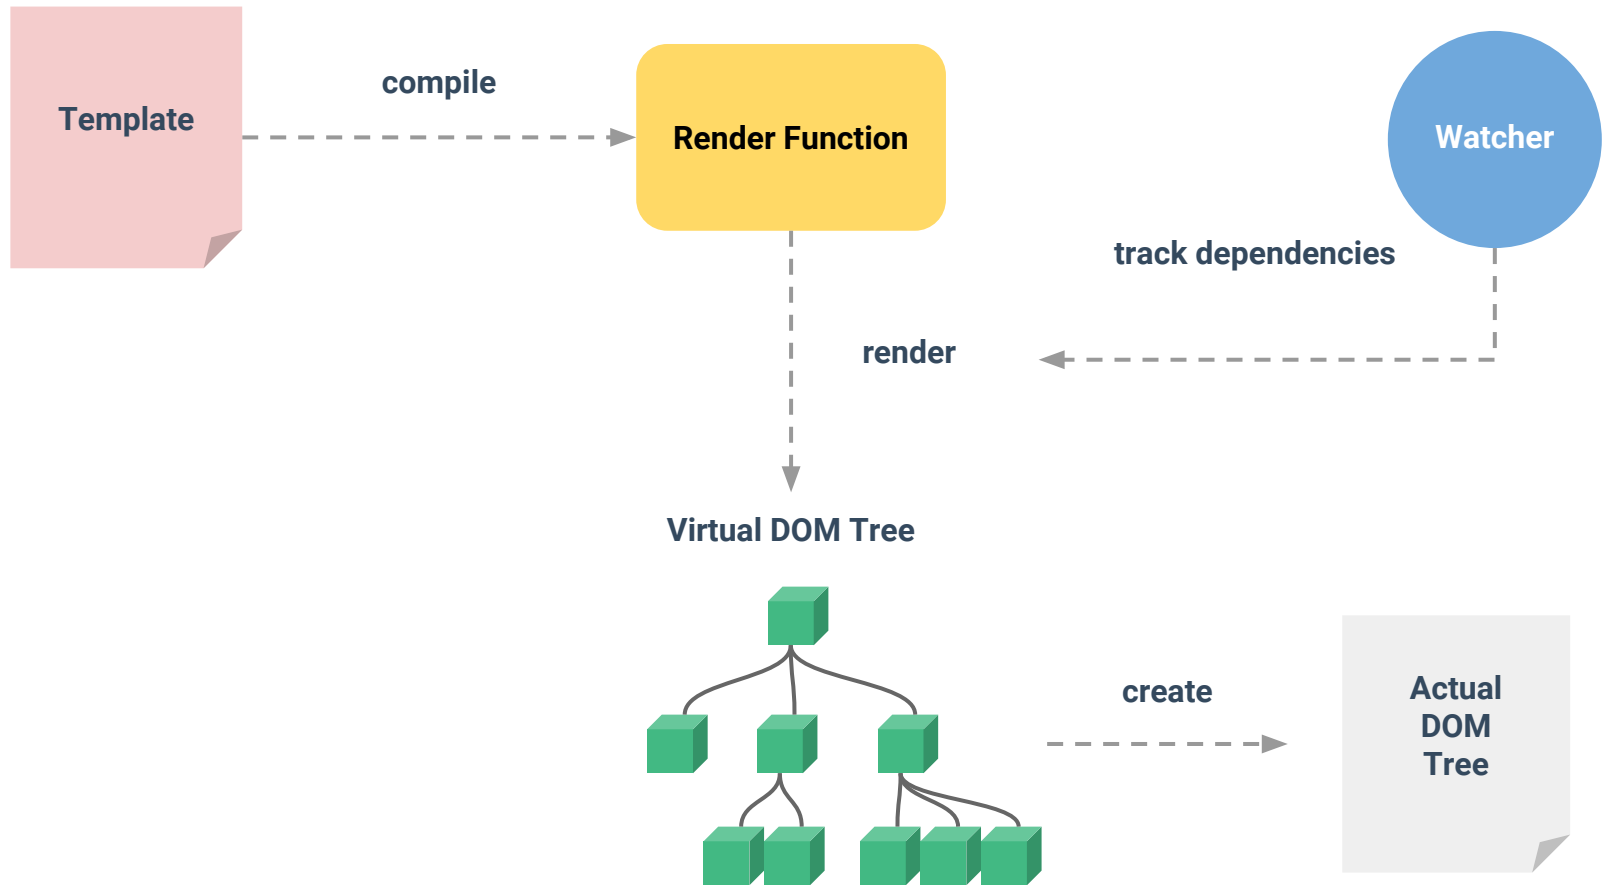 Template
compile
Render Function
Watcher
track dependencies
render
Virtual DOM Tree
create
Actual
DOM
Tree